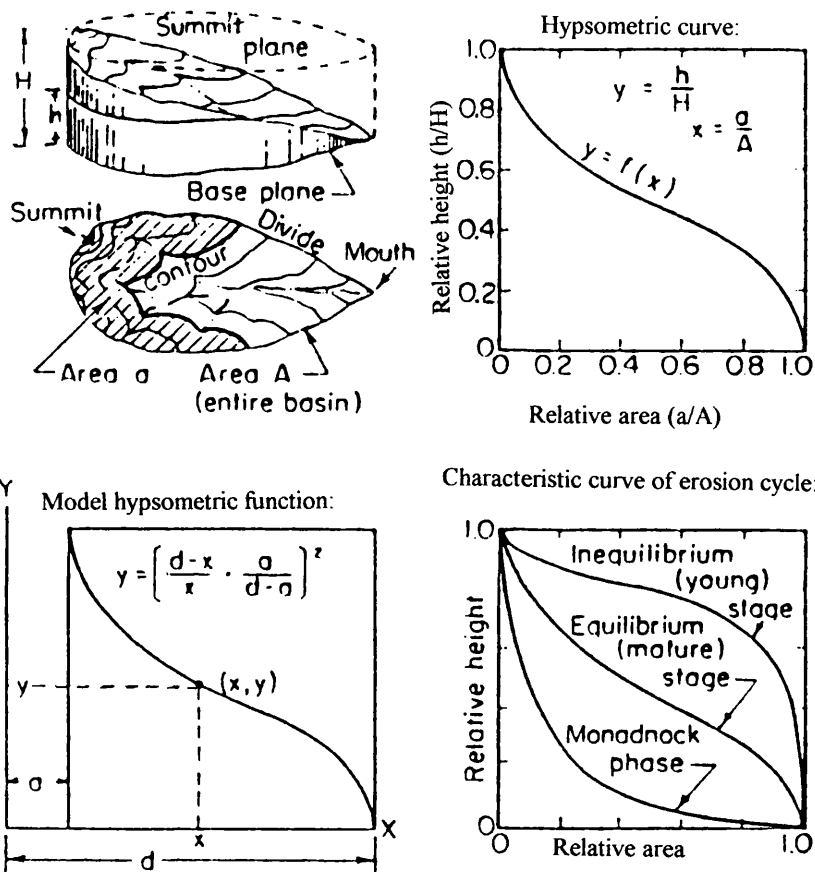 Summit
plane
H
h
Base plane
Summit
Divide
Mouth
contour
Area a
Area A
(entire basin)
Hypsometric curve:
y = h/H
x = a/A
y = f(x)
Relative height (h/H)
1.0
0.8
0.6
0.4
0.2
0
0
0.2
0.4
0.6
0.8
1.0
Relative area (a/A)
Model hypsometric function:
Y
y = [ d-x / x · a / d-a ]^z
y
(x, y)
a
x
X
d
Characteristic curve of erosion cycle:
1.0
Relative height
Inequilibrium
(young)
stage
Equilibrium
(mature)
stage
Monadnock
phase
0
0
1.0
Relative area